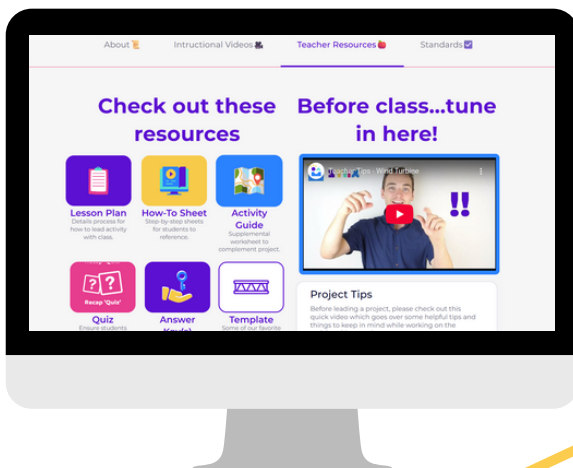 About
Intructional Videos
Teacher Resources
Standards
Check out these
resources
Before class...tune
in here!
Lesson Plan
Details process for
how to lead activity
with class.
How-To Sheet
Step-by-step sheets
for students to
reference.
Activity
Guide
Supplemental
worksheet to
complement project.
Teachin' Tips - Wind Turbine
!!
Recap 'Quiz'
??
Recap 'Quiz'
Quiz
Ensure students
Answer
Template
Some of our favorite
Project Tips
Before leading a project, please check out this
quick video which goes over some helpful tips and
things to keep in mind while working on the